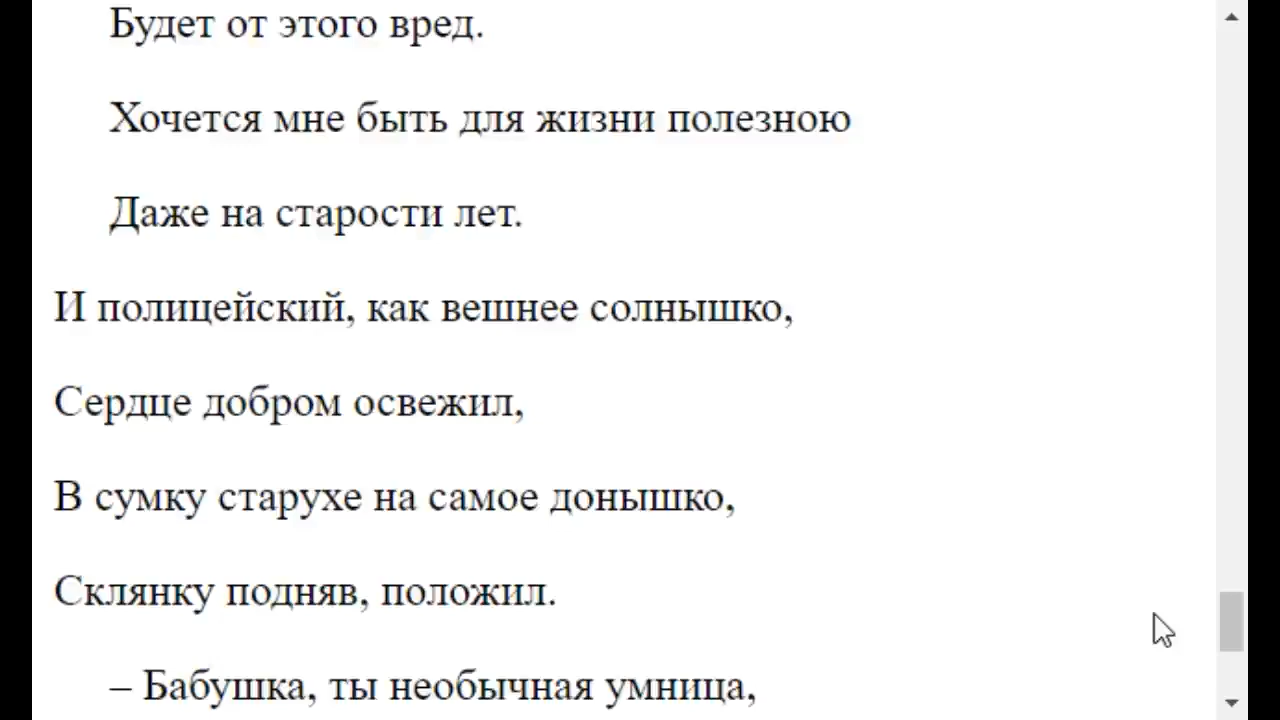 Будет от этого вред.
Хочется мне быть для жизни полезною
Даже на старости лет.
И полицейский, как вешнее солнышко,
Сердце добром освежил,
В сумку старухе на самое донышко,
Склянку подняв, положил.
– Бабушка, ты необычная умница,